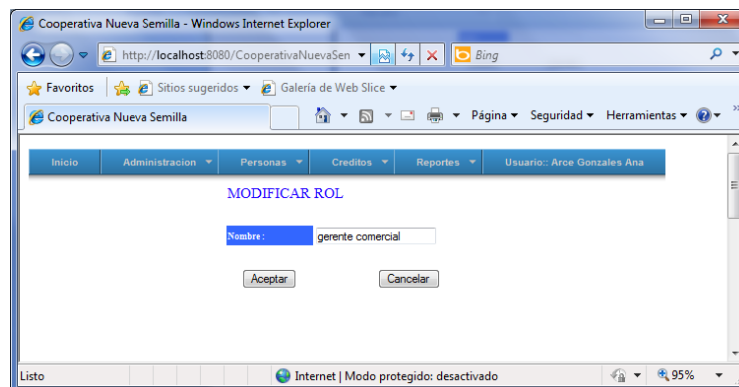 Cooperativa Nueva Semilla - Windows Internet Explorer
http://localhost:8080/CooperativaNuevaSen
Bing
Favoritos Sitios sugeridos Galería de Web Slice
Cooperativa Nueva Semilla Página Seguridad Herramientas
Inicio Administracion Personas Creditos Reportes Usuario:: Arce Gonzales Ana
MODIFICAR ROL
Nombre : gerente comercial
Aceptar Cancelar
Listo Internet | Modo protegido: desactivado 95%